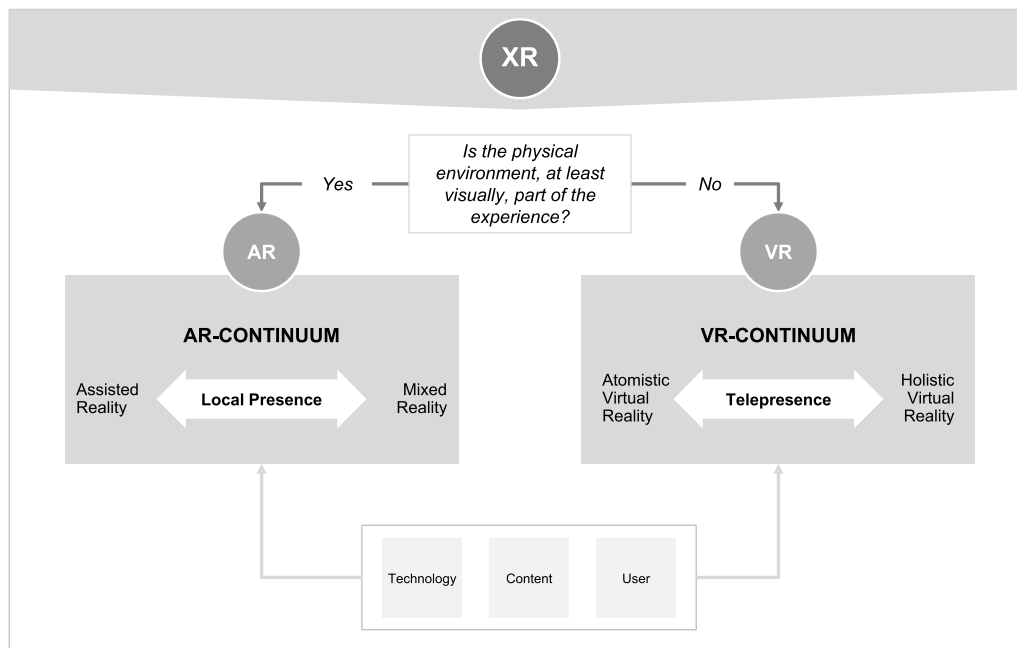 XR
Is the physical
environment, at least
visually, part of the
experience?
Yes
No
AR
VR
AR-CONTINUUM
Assisted
Reality
Local Presence
Mixed
Reality
VR-CONTINUUM
Atomistic
Virtual
Reality
Telepresence
Holistic
Virtual
Reality
Technology
Content
User